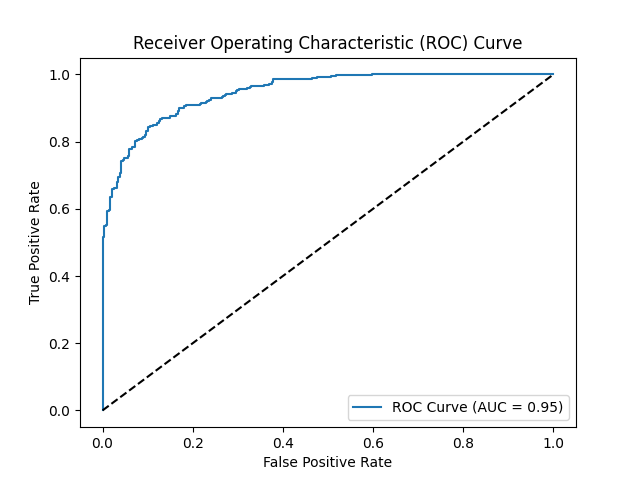 Receiver Operating Characteristic (ROC) Curve
1.0
0.8
0.6
0.4
0.2
0.0
True Positive Rate
ROC Curve (AUC = 0.95)
0.0 0.2 0.4 0.6 0.8 1.0
False Positive Rate